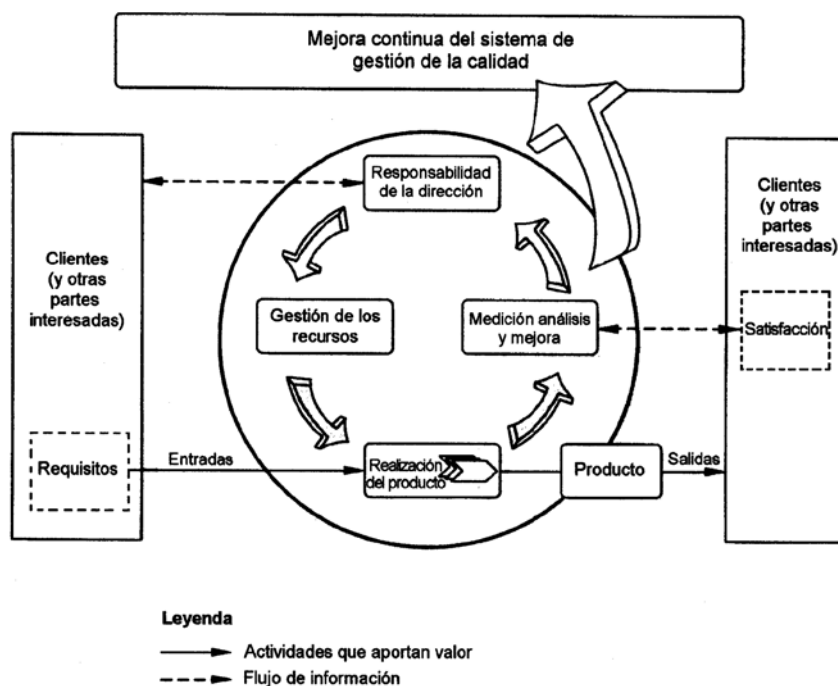 Mejora continua del sistema de
gestión de la calidad
Responsabilidad
de la dirección
Clientes
(y otras
partes
interesadas)
Clientes
(y otras
partes
interesadas)
Gestión de los
recursos
Medición análisis
y mejora
Satisfacción
Requisitos
Entradas
Realización
del producto
Producto
Salidas
Leyenda
Actividades que aportan valor
Flujo de información